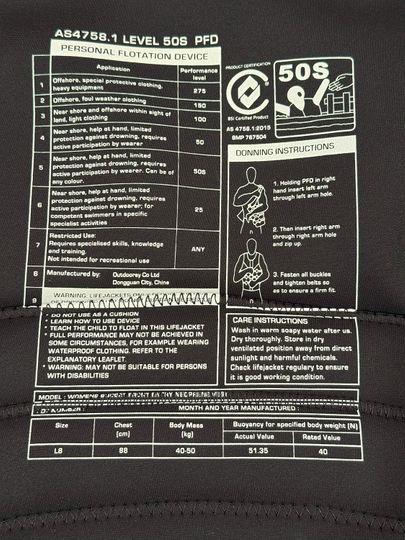 AS4758.1 LEVEL 50S PFD
PERSONAL FLOTATION DEVICE
Application
Performance level
1 Offshore, special protective clothing, heavy equipment 275
2 Offshore, foul weather clothing 150
3 Near shore and offshore within sight of land, light clothing 100
4 Near shore, help at hand, limited protection against drowning, requires active participation by wearer 50
5 Near shore, help at hand, limited protection against drowning, requires active participation by wearer. Can be of any colour. 50S
6 Near shore, help at hand, limited protection against drowning, requires active participation by wearer; for competent swimmers in specific specialist activities 25
7 Restricted Use: Requires specialised skills, knowledge and training Not intended for recreational use ANY
8 Manufactured by: Outdoorey Co Ltd
Dongguan City, China
9
WARNING: LIFEJACKETS
* DO NOT USE AS A CUSHION
* LEARN HOW TO USE DEVICE
* TEACH THE CHILD TO FLOAT IN THIS LIFEJACKET
* FULL PERFORMANCE MAY NOT BE ACHIEVED IN
SOME CIRCUMSTANCES, FOR EXAMPLE WEARING
WATERPROOF CLOTHING. REFER TO THE
EXPLANATORY LEAFLET.
* WARNING: MAY NOT BE SUITABLE FOR PERSONS
WITH DISABILITIES
PRODUCT CERTIFICATION
BSI Certified Product
AS 4758.1:2015
BMP 767504
50S
DONNING INSTRUCTIONS
1. Holding PFD in right
hand insert left arm
through left arm hole.
2. Then insert right arm
through right arm hole
and zip up.
3. Fasten all buckles
and tighten belts so
as to ensure a firm fit.
CARE INSTRUCTIONS
Wash in warm soapy water after us.
Dry thoroughly. Store in dry
ventilated position away from direct
sunlight and harmful chemicals.
Check lifejacket regulary to ensure
it is good working condition.
MODEL : WOMENS
MONTH AND YEAR MANUFACTURED :
Size
Chest (cm)
Body Mass (kg)
Buoyancy for specified body weight (N)
Actual Value
Rated Value
L8 88 40-50 51.35 40